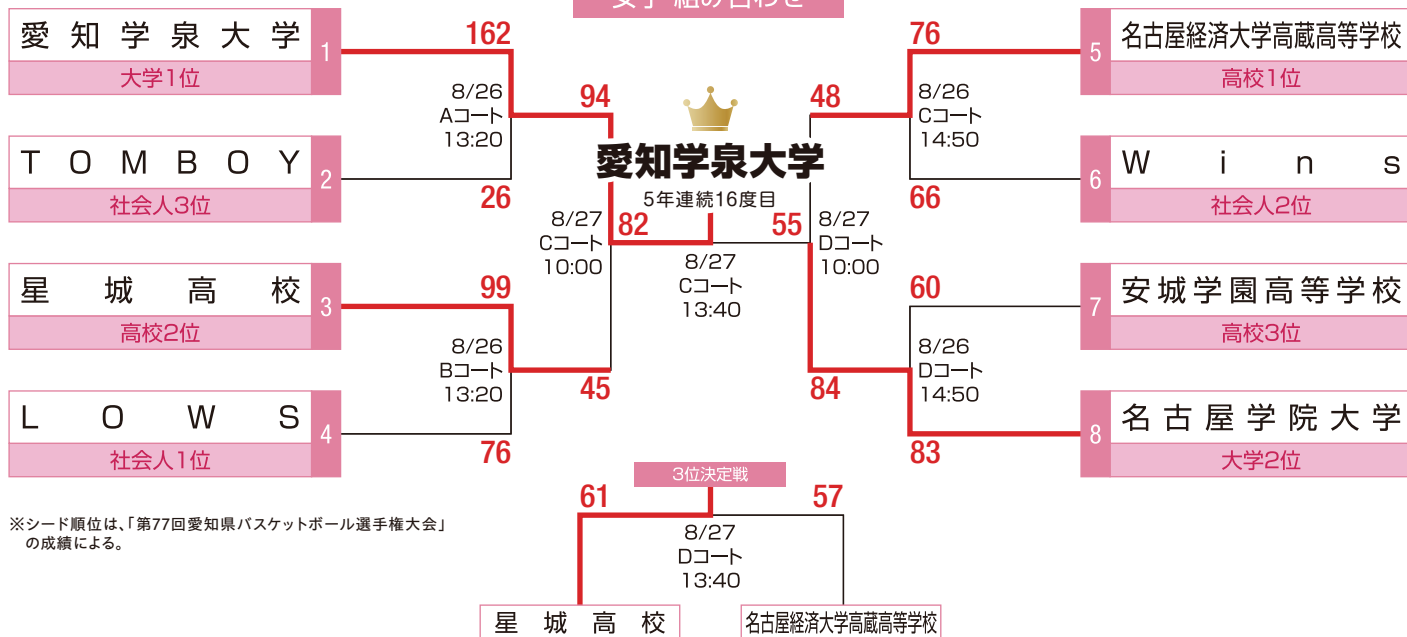 女子 組み合わせ
愛知学泉大学
1
大学1位
162
8/26
Aコート
13:20
94
TOMBOY
2
社会人3位
26
8/27
Cコート
10:00
星城高校
3
高校2位
99
8/26
Bコート
13:20
45
LOWS
4
社会人1位
76
愛知学泉大学
5年連続16度目
82
55
8/27
Cコート
13:40
76
5
名古屋経済大学高蔵高等学校
高校1位
48
8/26
Cコート
14:50
6
Wins
社会人2位
66
8/27
Dコート
10:00
60
7
安城学園高等学校
高校3位
8/26
Dコート
14:50
84
8
名古屋学院大学
大学2位
83
3位決定戦
61
57
8/27
Dコート
13:40
星城高校
名古屋経済大学高蔵高等学校
※シード順位は、「第77回愛知県バスケットボール選手権大会」
の成績による。